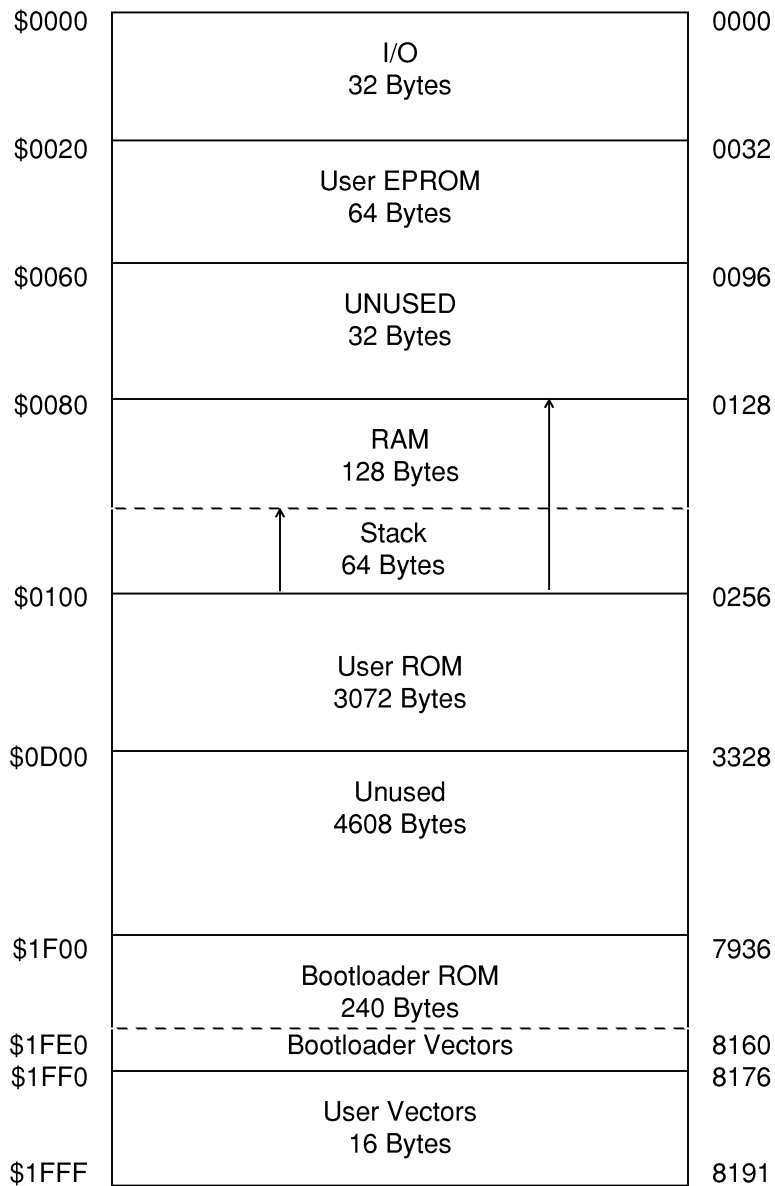 $0000 0000
I/O
32 Bytes
$0020 0032
User EPROM
64 Bytes
$0060 0096
UNUSED
32 Bytes
$0080 0128
RAM
128 Bytes
Stack
64 Bytes
$0100 0256
User ROM
3072 Bytes
$0D00 3328
Unused
4608 Bytes
$1F00 7936
Bootloader ROM
240 Bytes
$1FE0 Bootloader Vectors 8160
$1FF0 8176
User Vectors
16 Bytes
$1FFF 8191